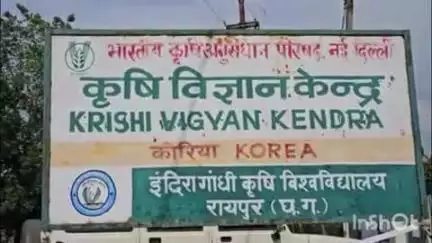 भारतीय कृषि अनुसंधान परिषद, नई दिल्ली
कृषि विज्ञान केन्द्र
KRISHI VIGYAN KENDRA
कोरिया KOREA
इंदिरागांधी कृषि विश्वविद्यालय
रायपुर (छ.ग.)
InShOt